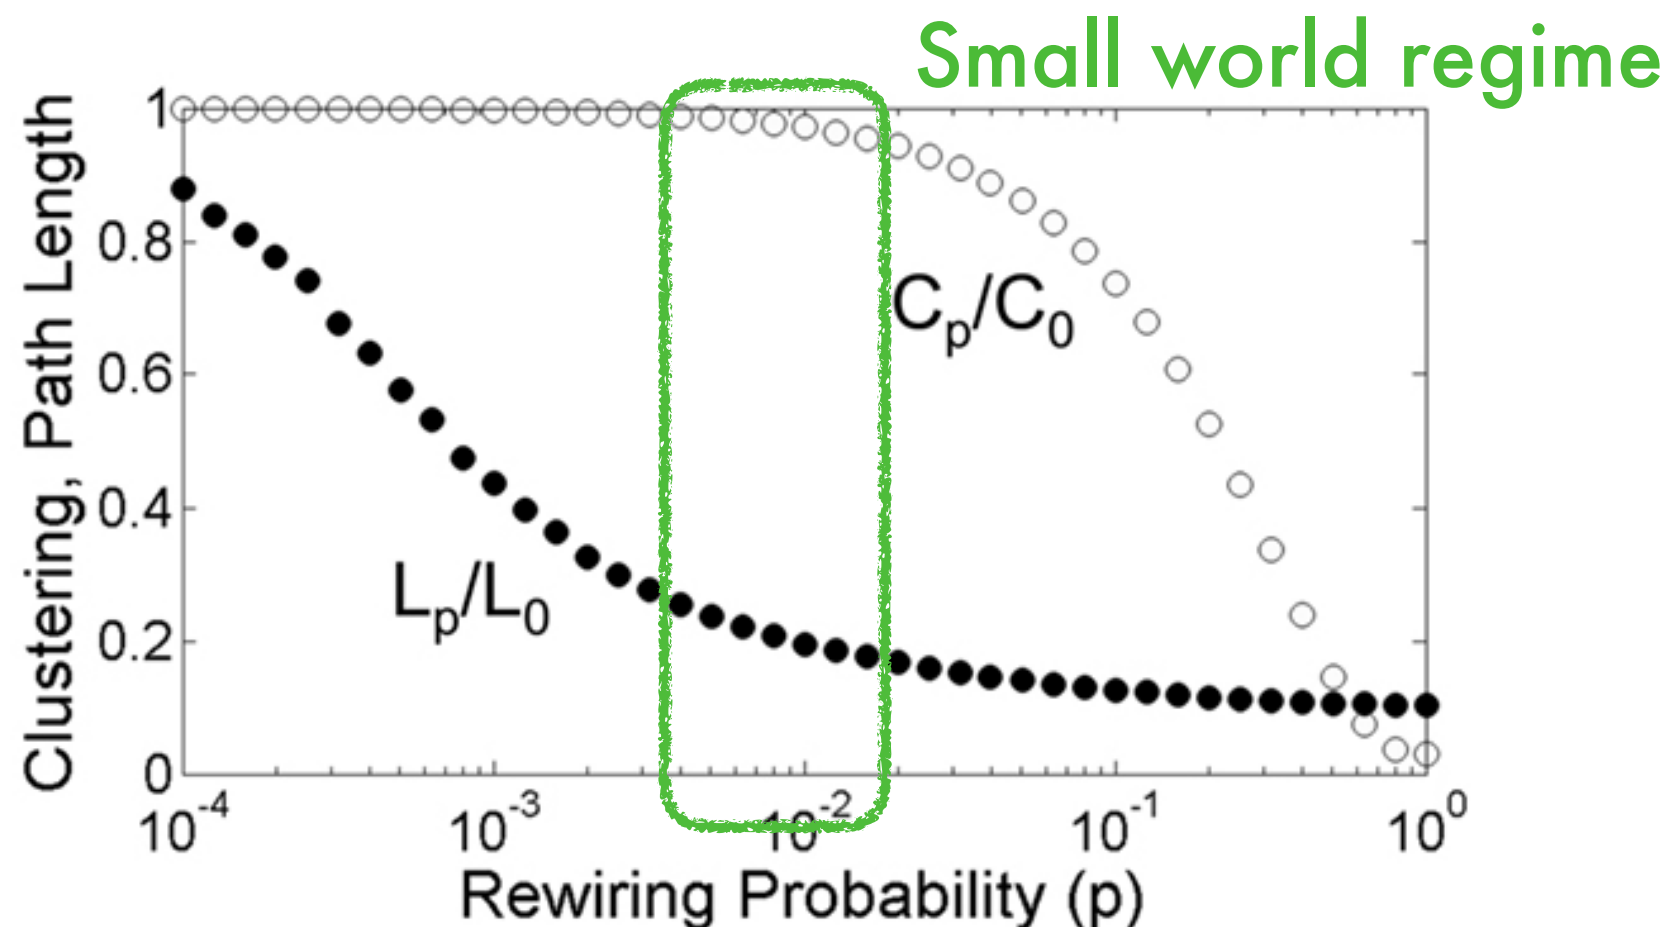 Small world regime
Clustering, Path Length
1
0.8
0.6
0.4
0.2
0
C_p/C_0
L_p/L_0
10^-4 10^-3 10^-2 10^-1 10^0
Rewiring Probability (p)